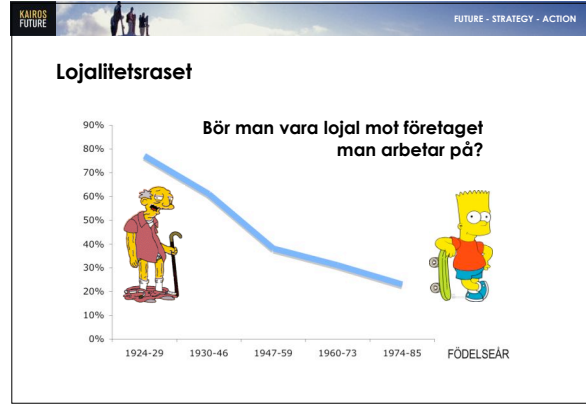 KAIROS
FUTURE
FUTURE - STRATEGY - ACTION
Lojalitetsraset
Bör man vara lojal mot företaget
man arbetar på?
90%
80%
70%
60%
50%
40%
30%
20%
10%
0%
1924-29 1930-46 1947-59 1960-73 1974-85 FÖDELSEÅR